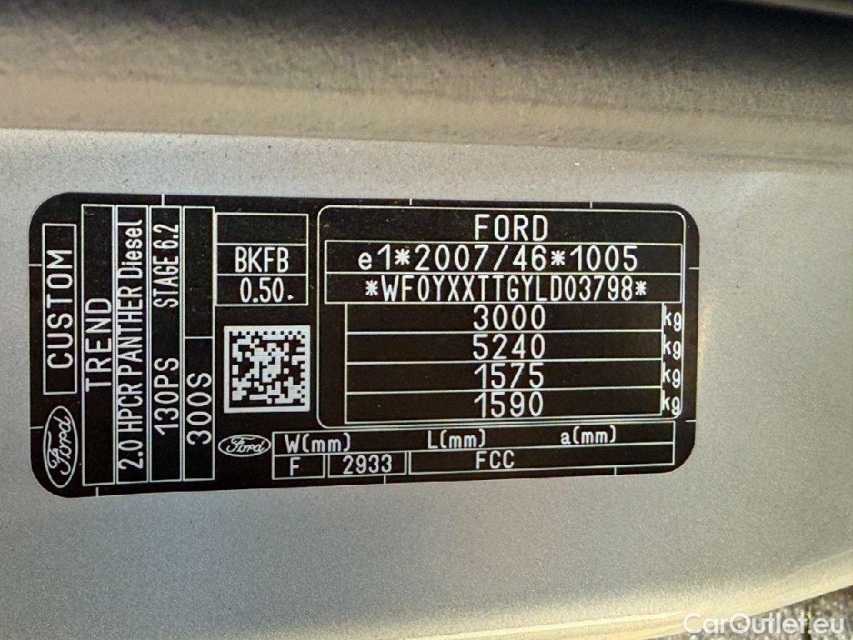 CUSTOM
Ford
TREND
2.0 HPCR PANTHER Diesel
130PS STAGE 6.2
300S
BKFB
0.50.
FORD
e1*2007/46*1005
*WF0YXXTTGYLD03798*
3000 kg
5240 kg
1575 kg
1590 kg
Ford
W(mm) L(mm) a(mm)
F 2933 FCC
CarOutlet.eu